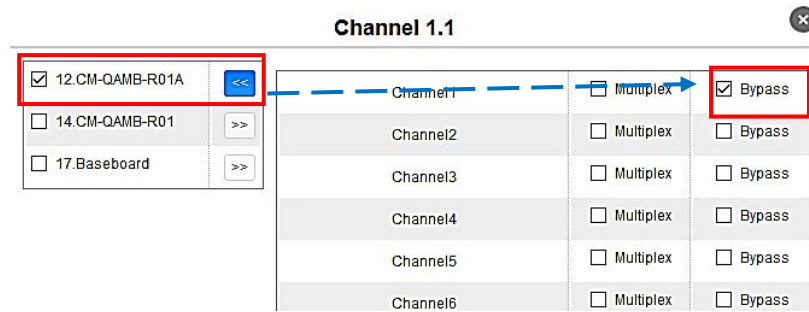 Channel 1.1
12.CM-QAMB-R01A <<
14.CM-QAMB-R01 >>
17.Baseboard >>
Channel1 Multiplex Bypass
Channel2 Multiplex Bypass
Channel3 Multiplex Bypass
Channel4 Multiplex Bypass
Channel5 Multiplex Bypass
Channel6 Multiplex Bypass